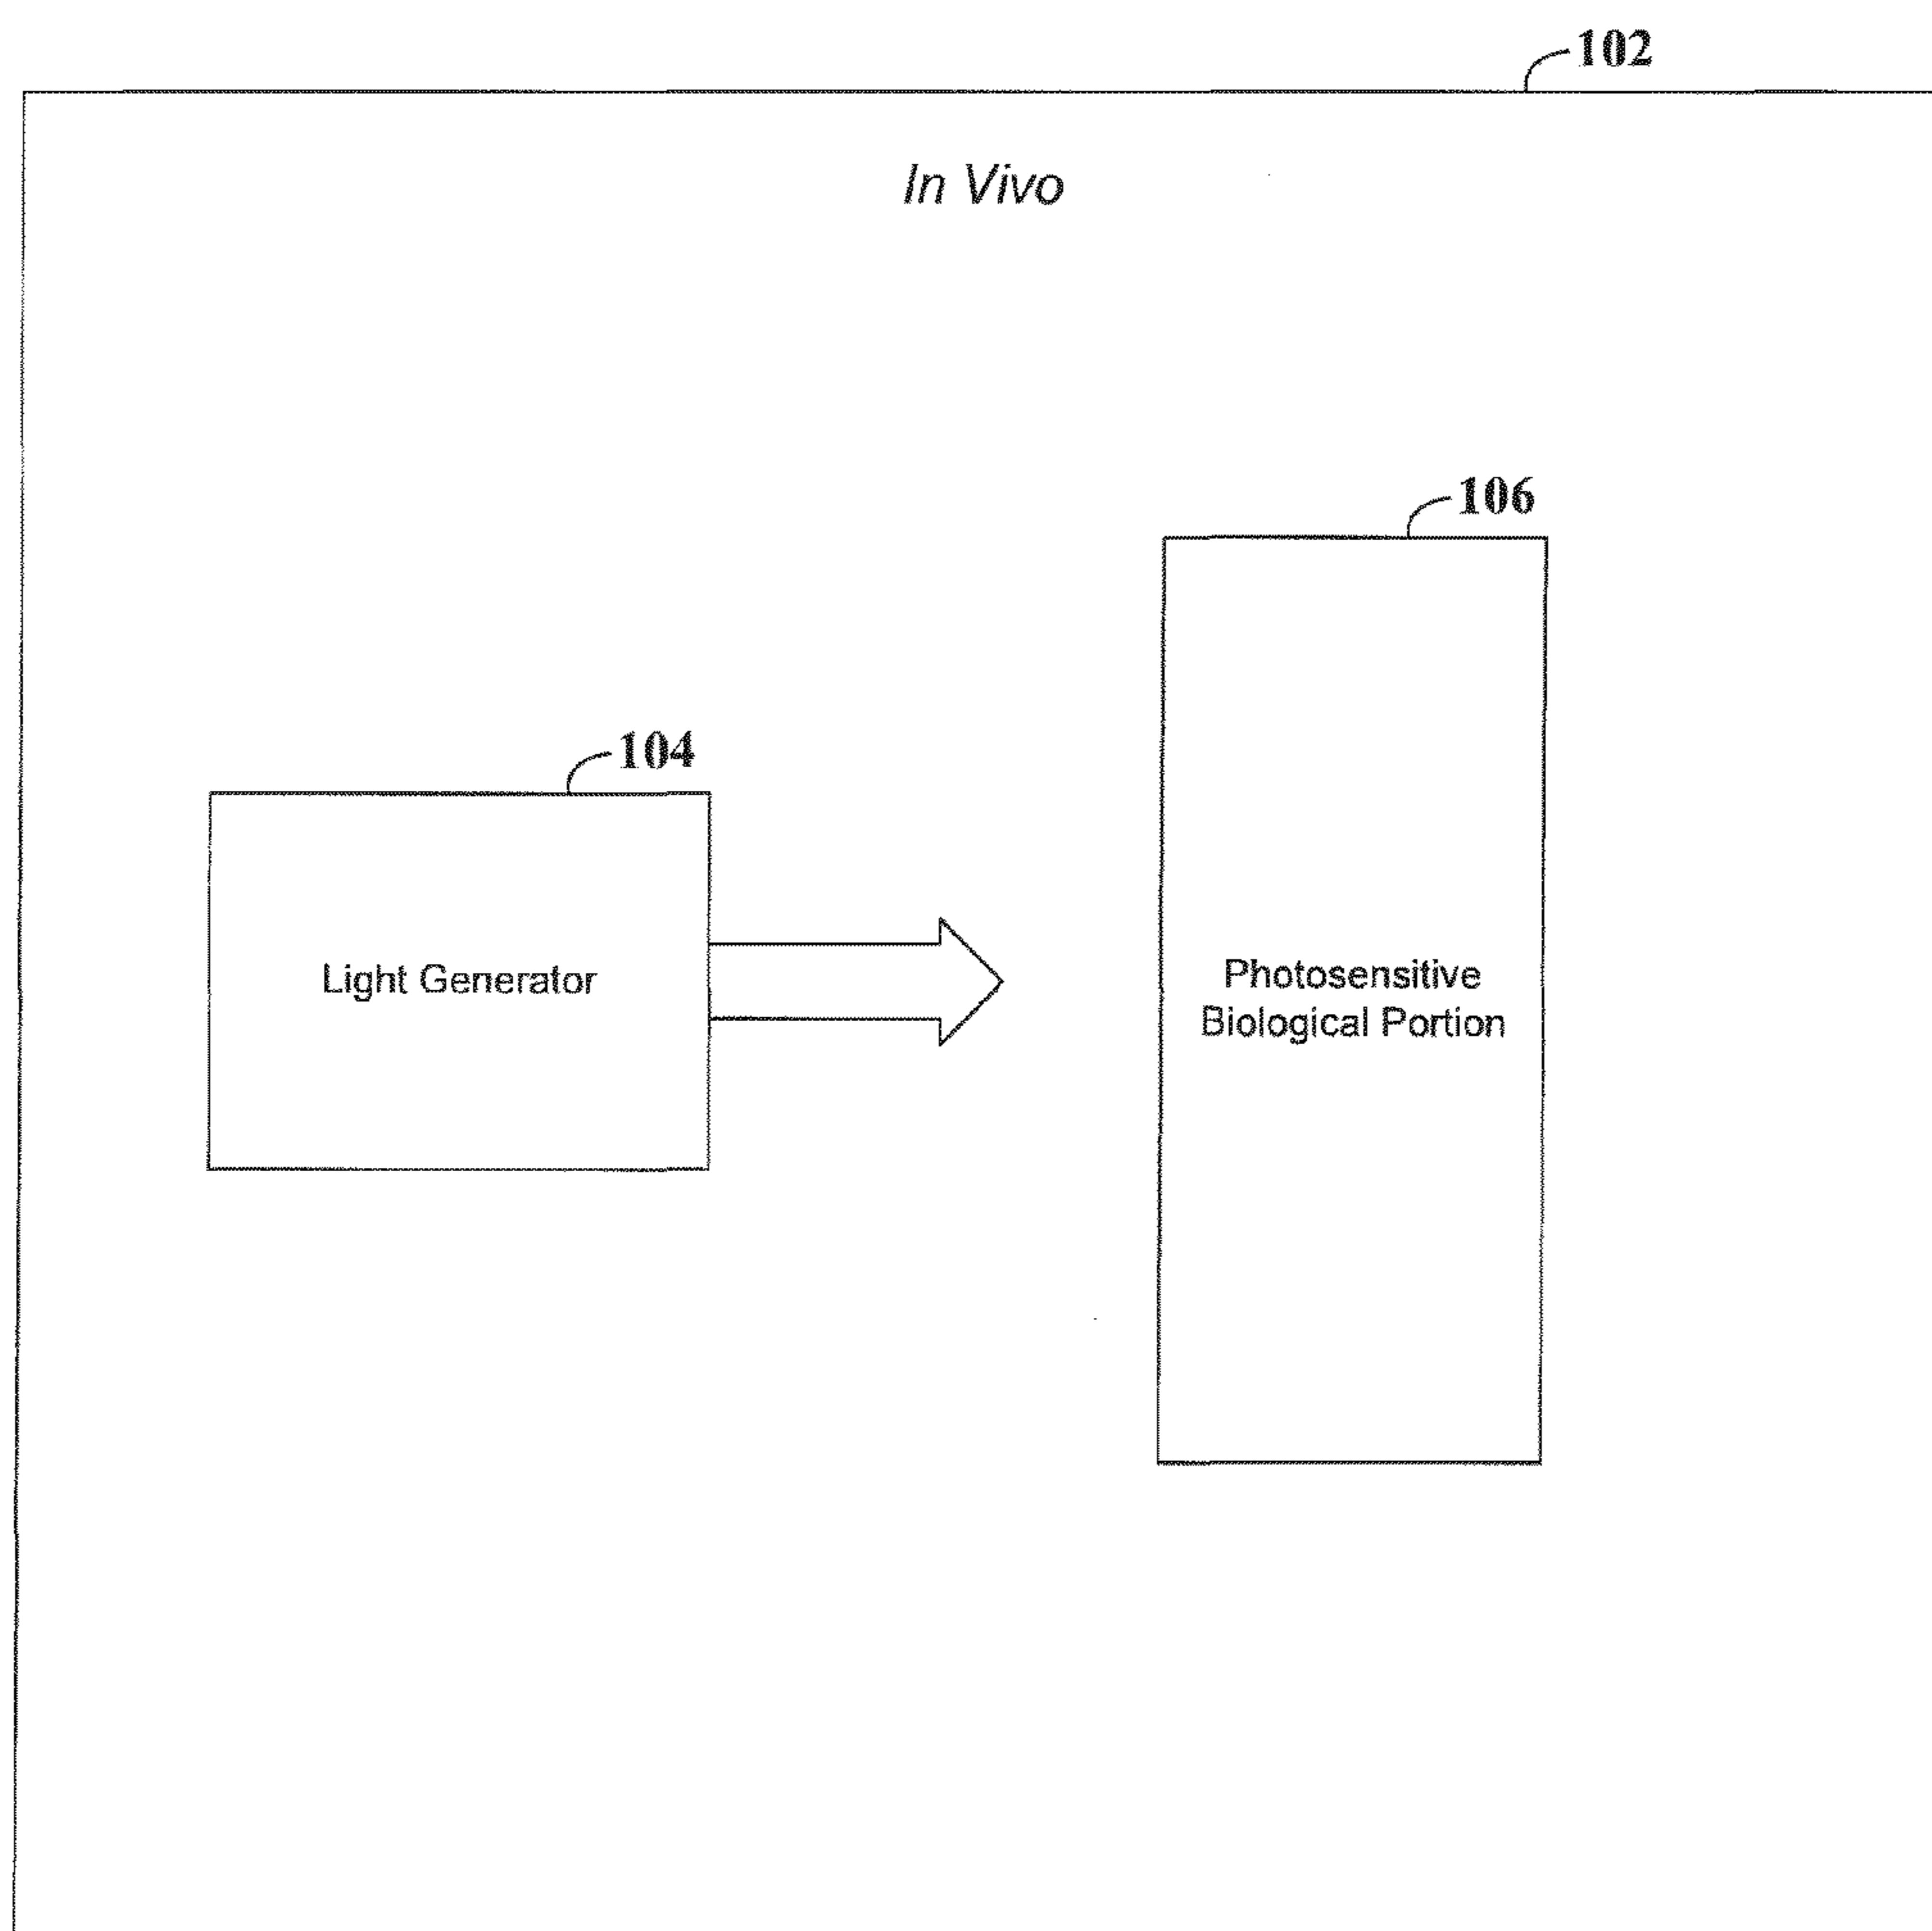 102
In Vivo
106
104
Light Generator
Photosensitive
Biological Portion